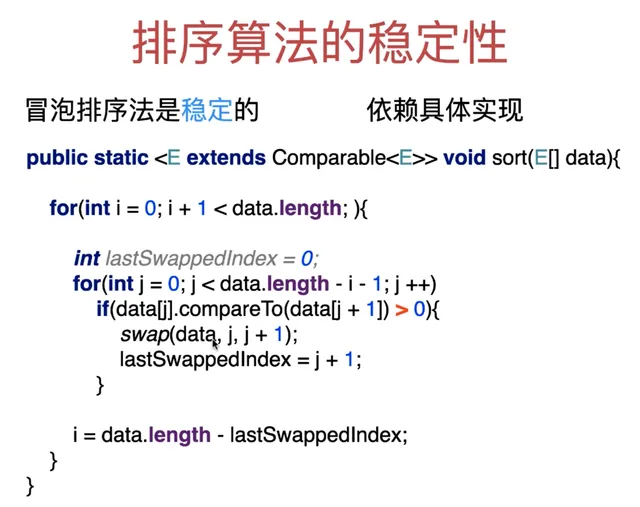 排序算法的稳定性
冒泡排序法是稳定的 依赖具体实现
public static <E extends Comparable<E>> void sort(E[] data){
for(int i = 0; i + 1 < data.length; ){
int lastSwappedIndex = 0;
for(int j = 0; j < data.length - i - 1; j ++)
if(data[j].compareTo(data[j + 1]) > 0){
swap(data, j, j + 1);
lastSwappedIndex = j + 1;
}
i = data.length - lastSwappedIndex;
}
}